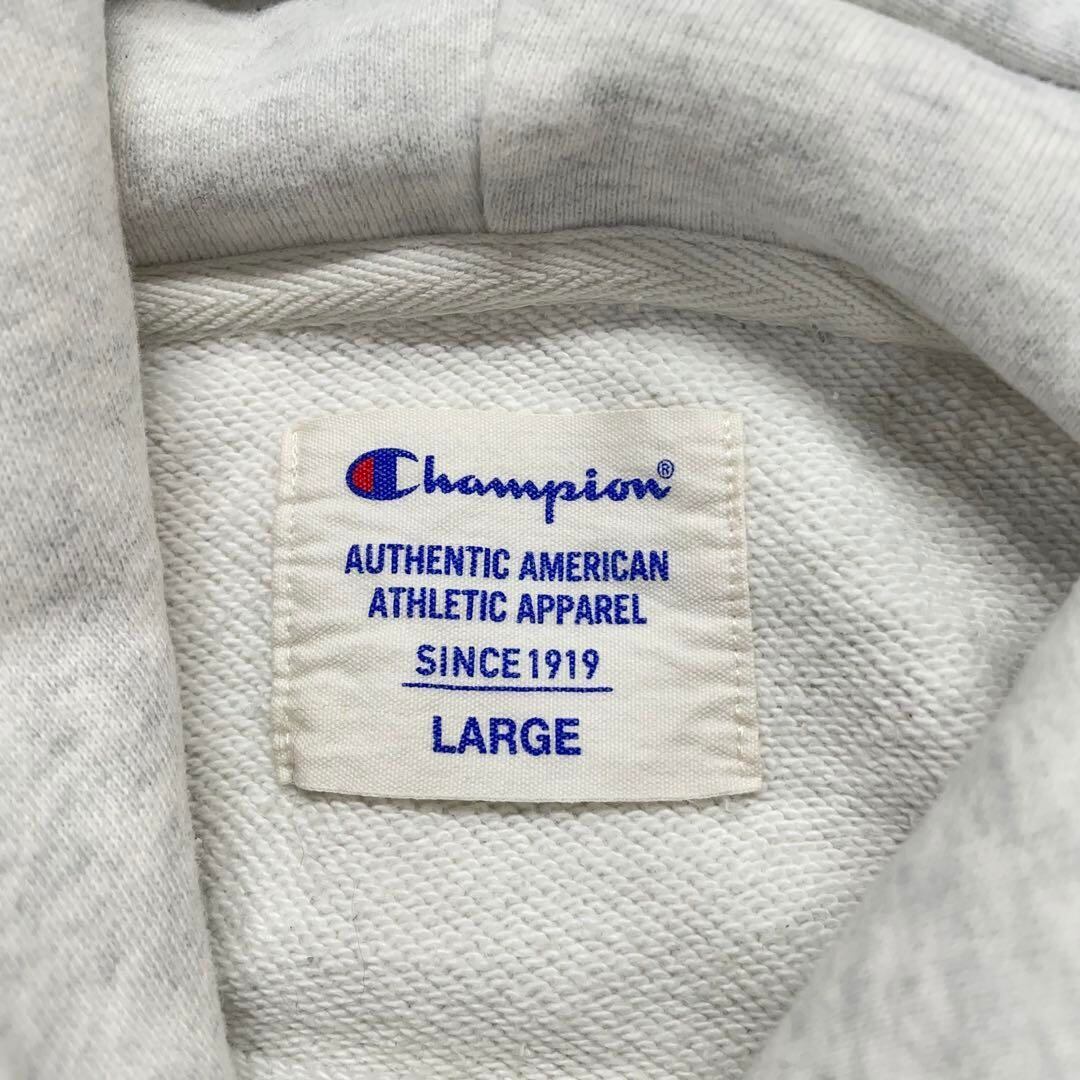 Champion®
AUTHENTIC AMERICAN
ATHLETIC APPAREL
SINCE 1919
LARGE